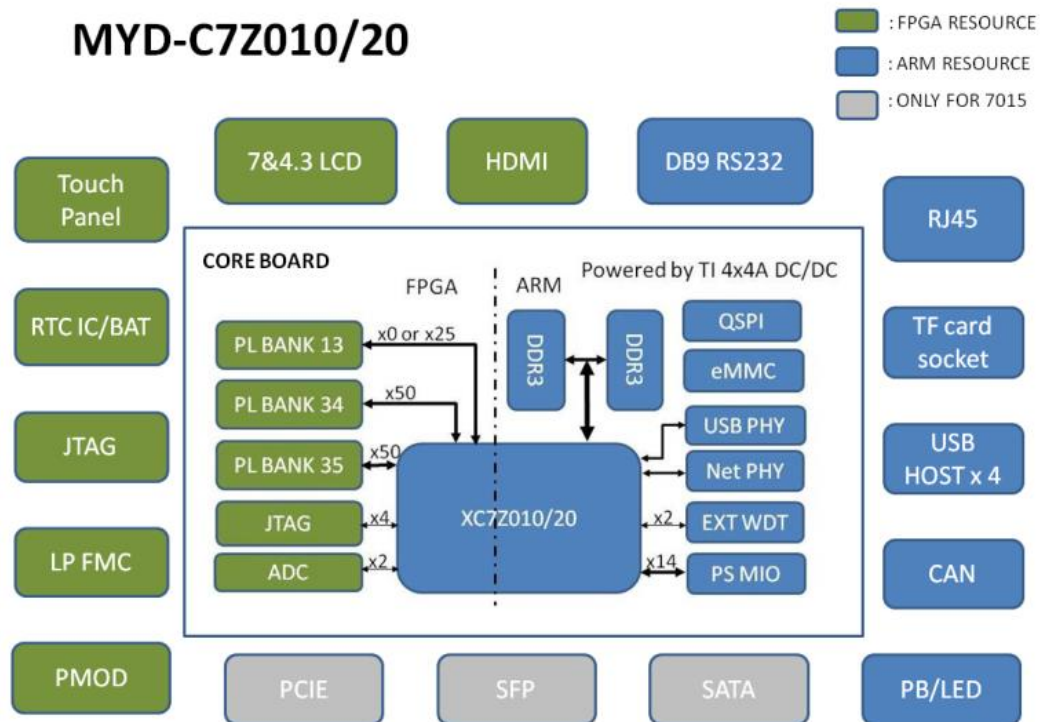 MYD-C7Z010/20
: FPGA RESOURCE
: ARM RESOURCE
: ONLY FOR 7015
7&4.3 LCD
HDMI
DB9 RS232
Touch
Panel
RTC IC/BAT
JTAG
LP FMC
PMOD
CORE BOARD
Powered by TI 4x4A DC/DC
FPGA
ARM
PL BANK 13
x0 or x25
PL BANK 34
x50
PL BANK 35
x50
JTAG
x4
ADC
x2
DDR3
DDR3
XC7Z010/20
QSPI
eMMC
USB PHY
Net PHY
x2
EXT WDT
x14
PS MIO
RJ45
TF card
socket
USB
HOST x 4
CAN
PCIE
SFP
SATA
PB/LED